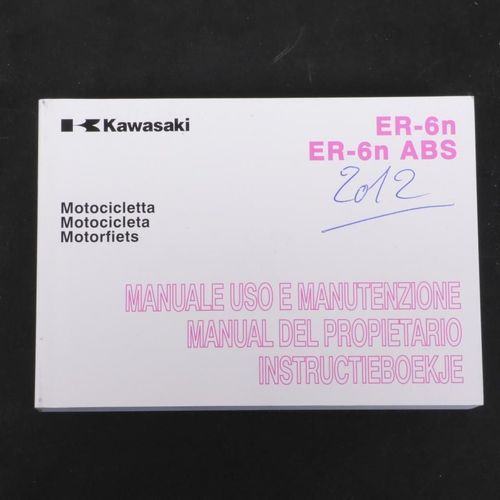 Kawasaki
ER-6n
ER-6n ABS
2012
Motocicletta
Motocicleta
Motorfiets
MANUALE USO E MANUTENZIONE
MANUAL DEL PROPIETARIO
INSTRUCTIEBOEKJE